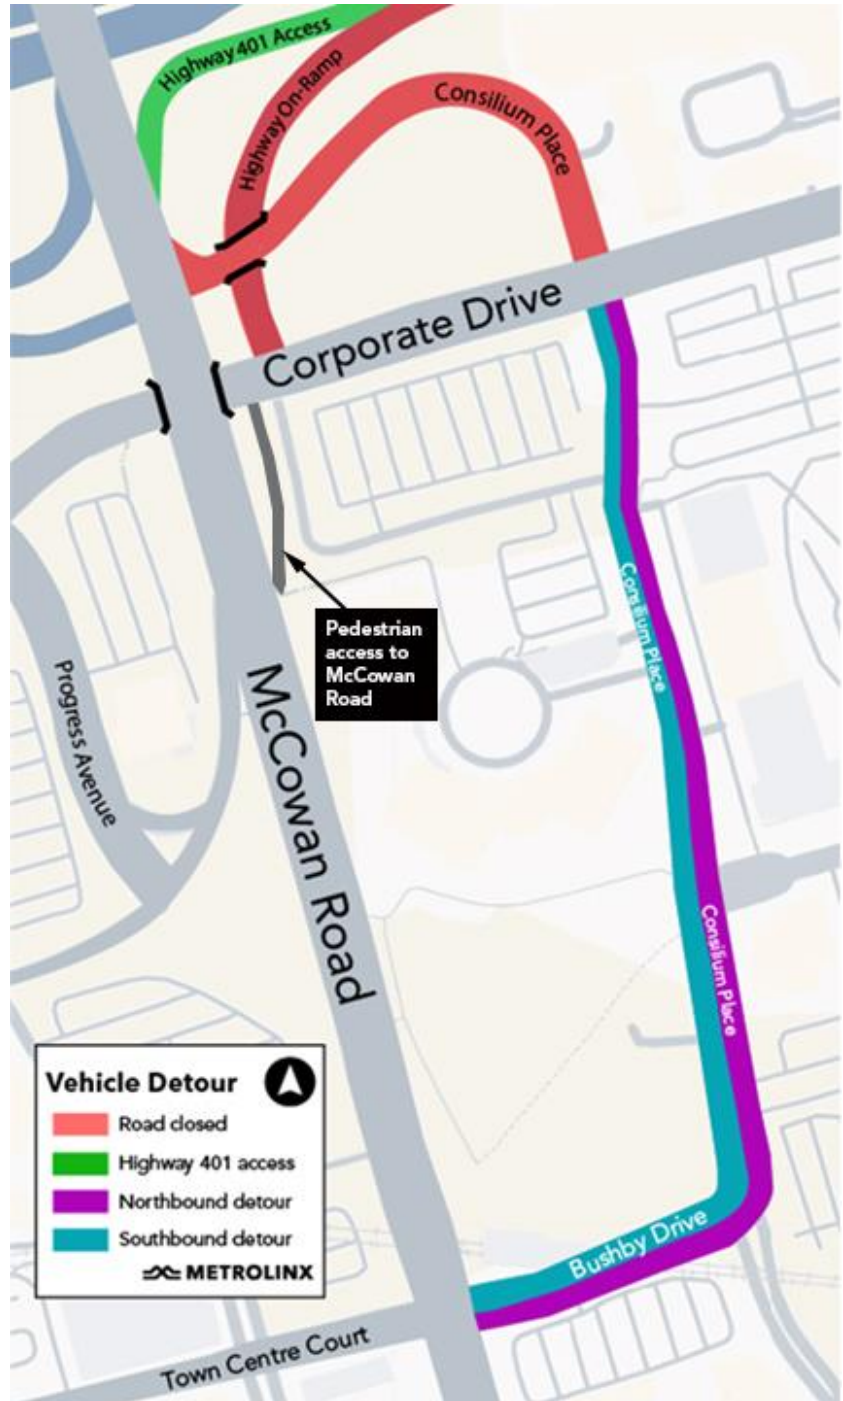 Highway 401 Access
Highway On-Ramp
Consilium Place
Corporate Drive
Pedestrian
access to
McCowan
Road
Consilium Place
Progress Avenue
McCowan Road
Consilium Place
Vehicle Detour
Road closed
Highway 401 access
Northbound detour
Southbound detour
METROLINX
Bushby Drive
Town Centre Court